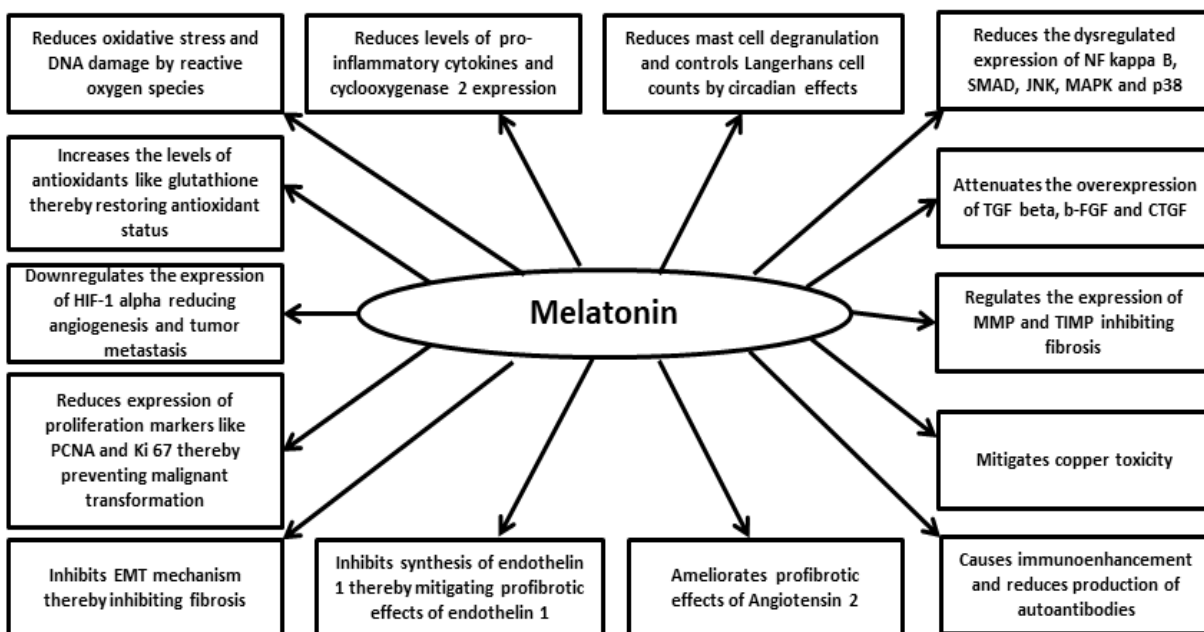 Reduces oxidative stress and
DNA damage by reactive
oxygen species
Reduces levels of pro-
inflammatory cytokines and
cyclooxygenase 2 expression
Reduces mast cell degranulation
and controls Langerhans cell
counts by circadian effects
Reduces the dysregulated
expression of NF kappa B,
SMAD, JNK, MAPK and p38
Increases the levels of
antioxidants like glutathione
thereby restoring antioxidant
status
Attenuates the overexpression
of TGF beta, b-FGF and CTGF
Downregulates the expression
of HIF-1 alpha reducing
angiogenesis and tumor
metastasis
Melatonin
Regulates the expression of
MMP and TIMP inhibiting
fibrosis
Reduces expression of
proliferation markers like
PCNA and Ki 67 thereby
preventing malignant
transformation
Mitigates copper toxicity
Inhibits EMT mechanism
thereby inhibiting fibrosis
Inhibits synthesis of endothelin
1 thereby mitigating profibrotic
effects of endothelin 1
Ameliorates profibrotic
effects of Angiotensin 2
Causes immunoenhancement
and reduces production of
autoantibodies